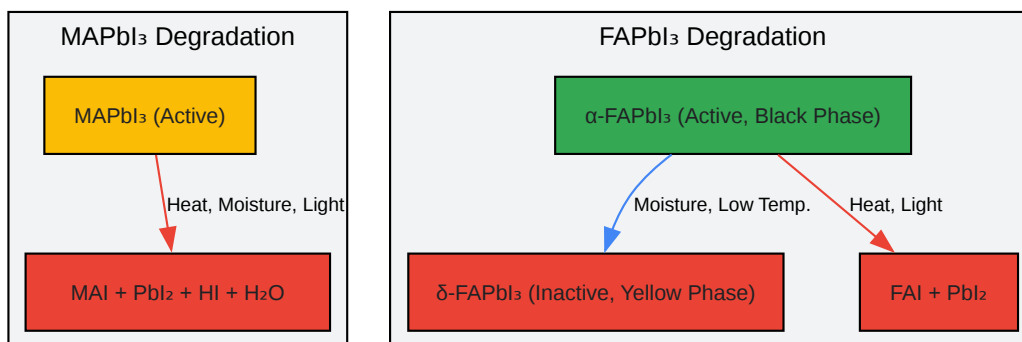 MAPbI₃ Degradation
MAPbI₃ (Active)
Heat, Moisture, Light
MAI + PbI₂ + HI + H₂O
FAPbI₃ Degradation
α-FAPbI₃ (Active, Black Phase)
Moisture, Low Temp.
Heat, Light
δ-FAPbI₃ (Inactive, Yellow Phase)
FAI + PbI₂